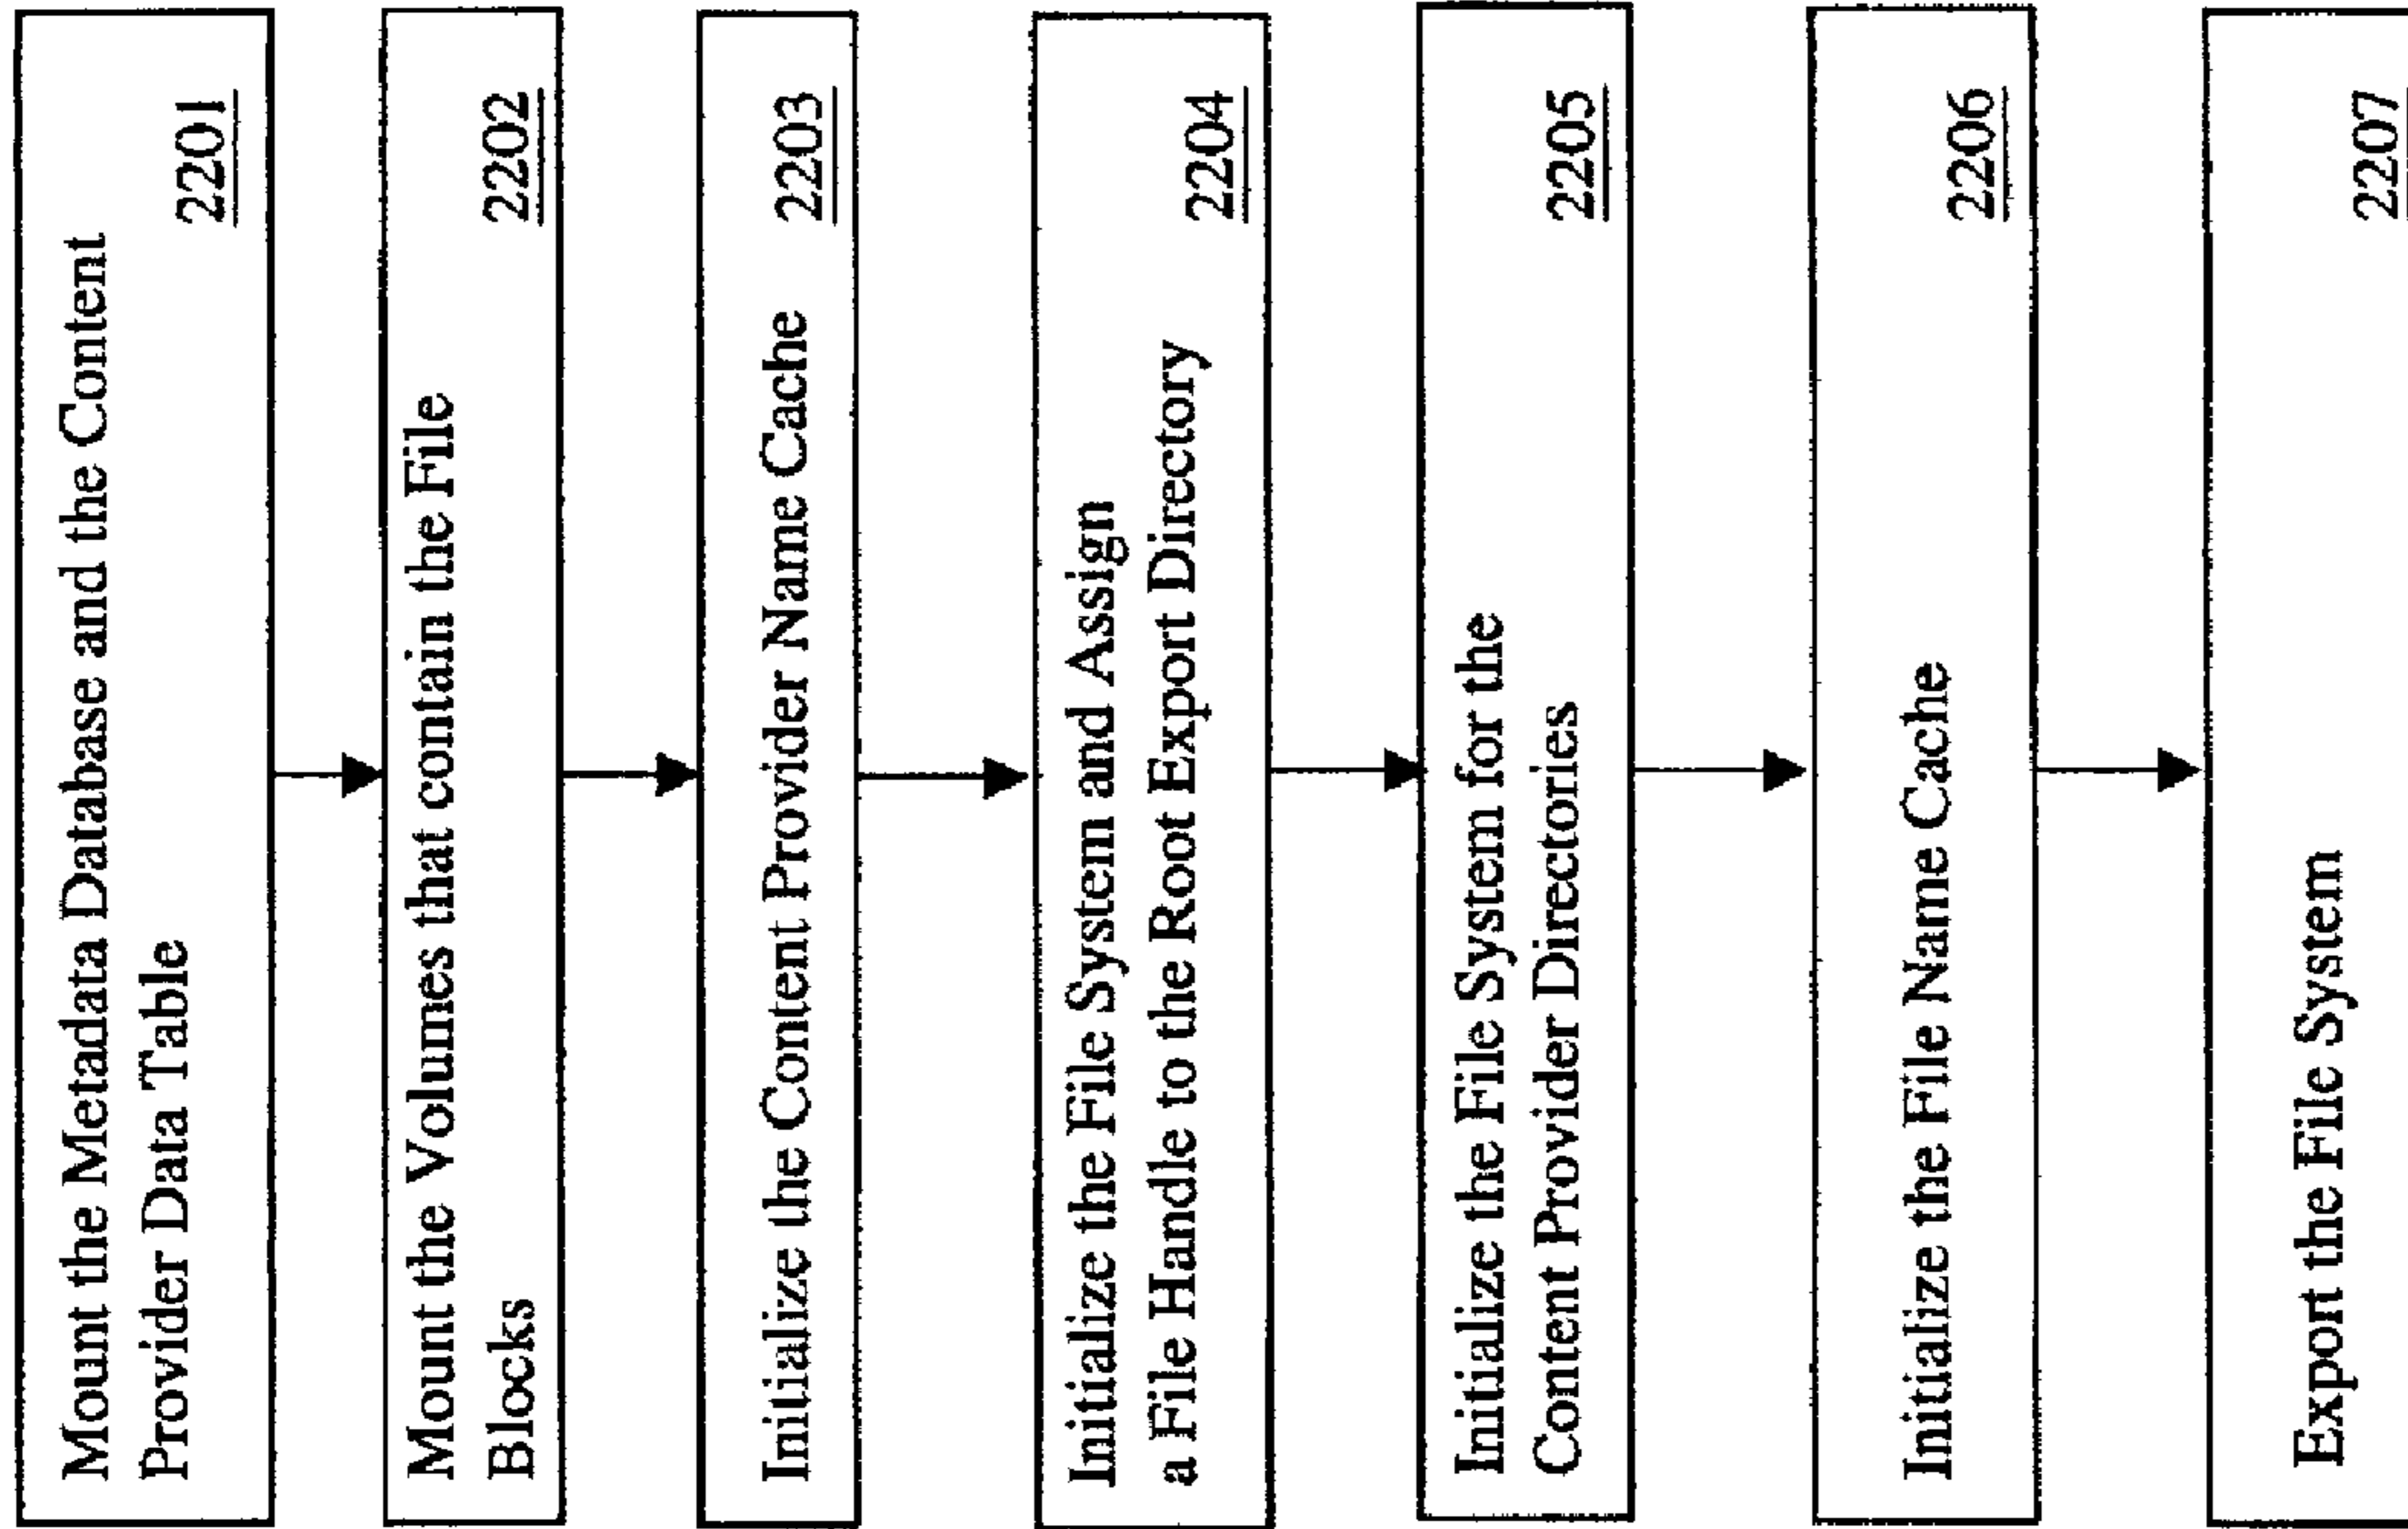 Mount the Metadata Database and the Content
Provider Data Table
2201
Mount the Volumes that contain the File
Blocks
2202
Initialize the Content Provider Name Cache
2203
Initialize the File System and Assign
a File Handle to the Root Export Directory
2204
Initialize the File System for the
Content Provider Directories
2205
Initialize the File Name Cache
2206
Export the File System
2207